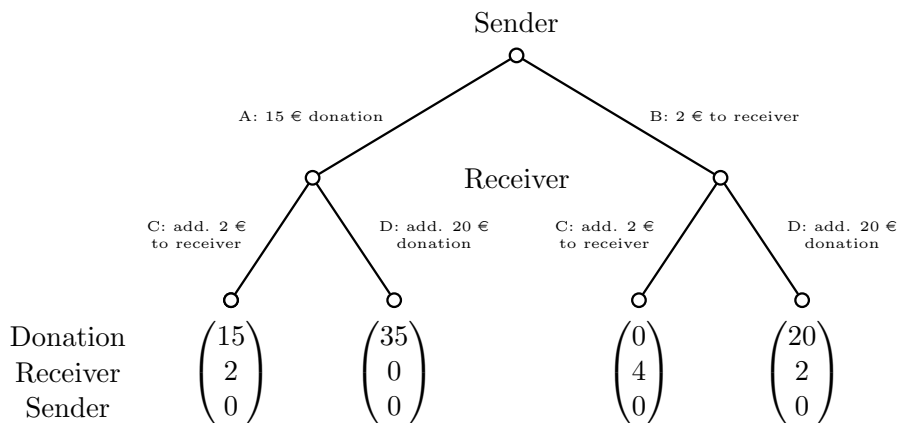 Sender
A: 15 € donation
B: 2 € to receiver
Receiver
C: add. 2 €
to receiver
D: add. 20 €
donation
C: add. 2 €
to receiver
D: add. 20 €
donation
Donation 15 35 0 20
Receiver 2 0 4 2
Sender 0 0 0 0